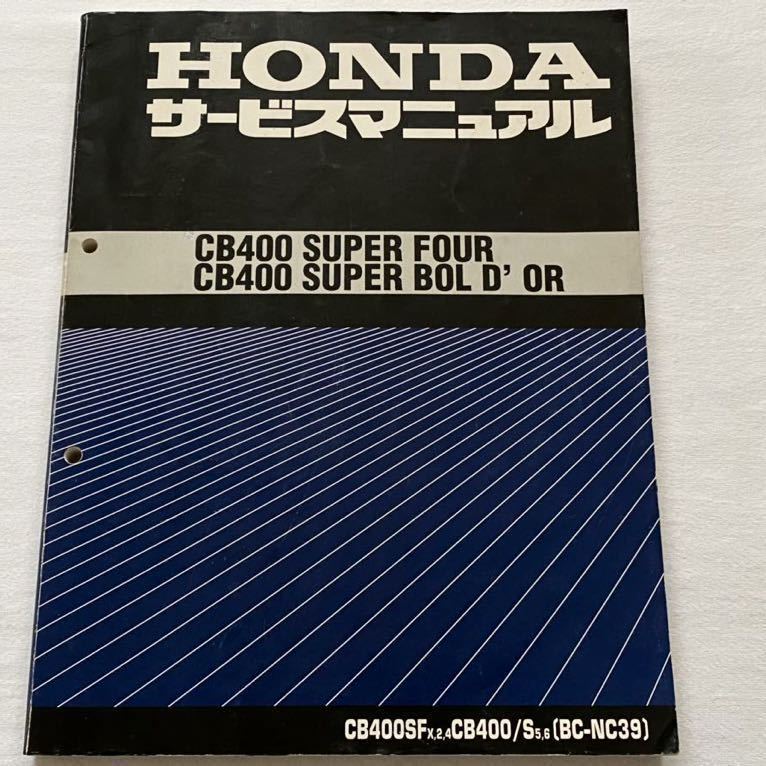 HONDA
サービスマニュアル
CB400 SUPER FOUR
CB400 SUPER BOL D' OR
CB400SFX,2,4CB400/S5,6(BC-NC39)